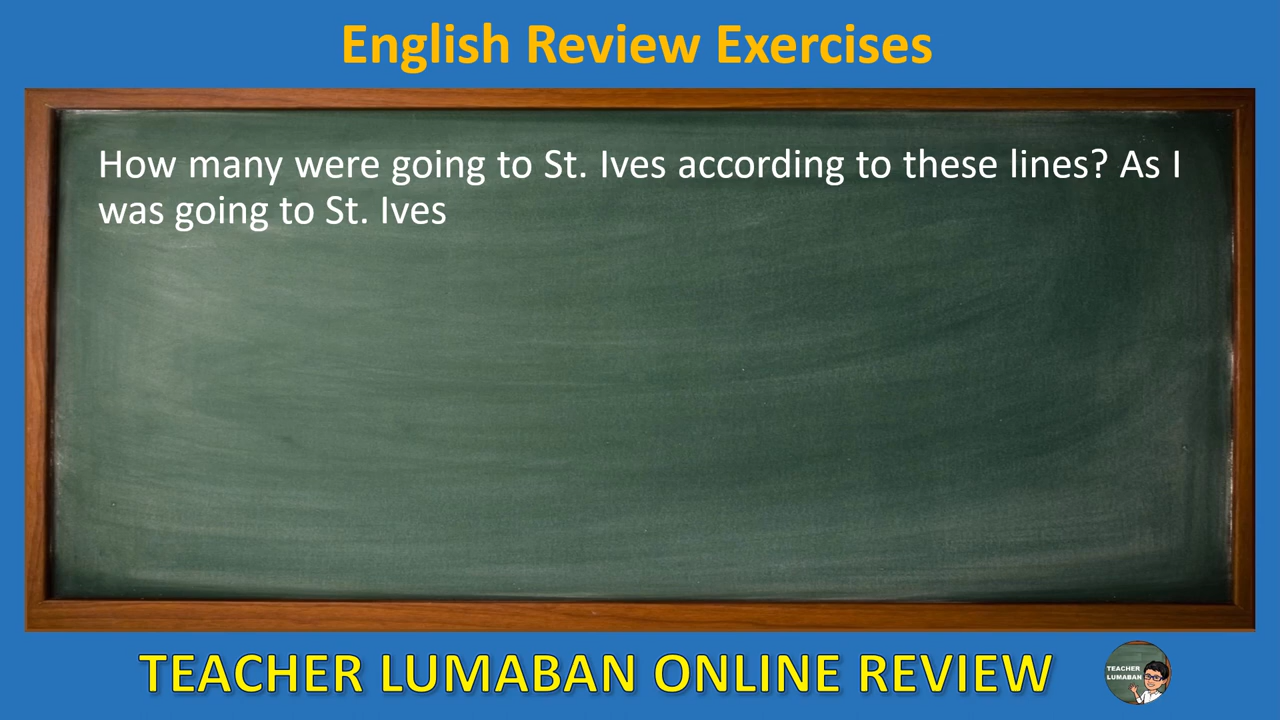 English Review Exercises
How many were going to St. Ives according to these lines? As I
was going to St. Ives
TEACHER LUMABAN ONLINE REVIEW
TEACHER
LUMABAN